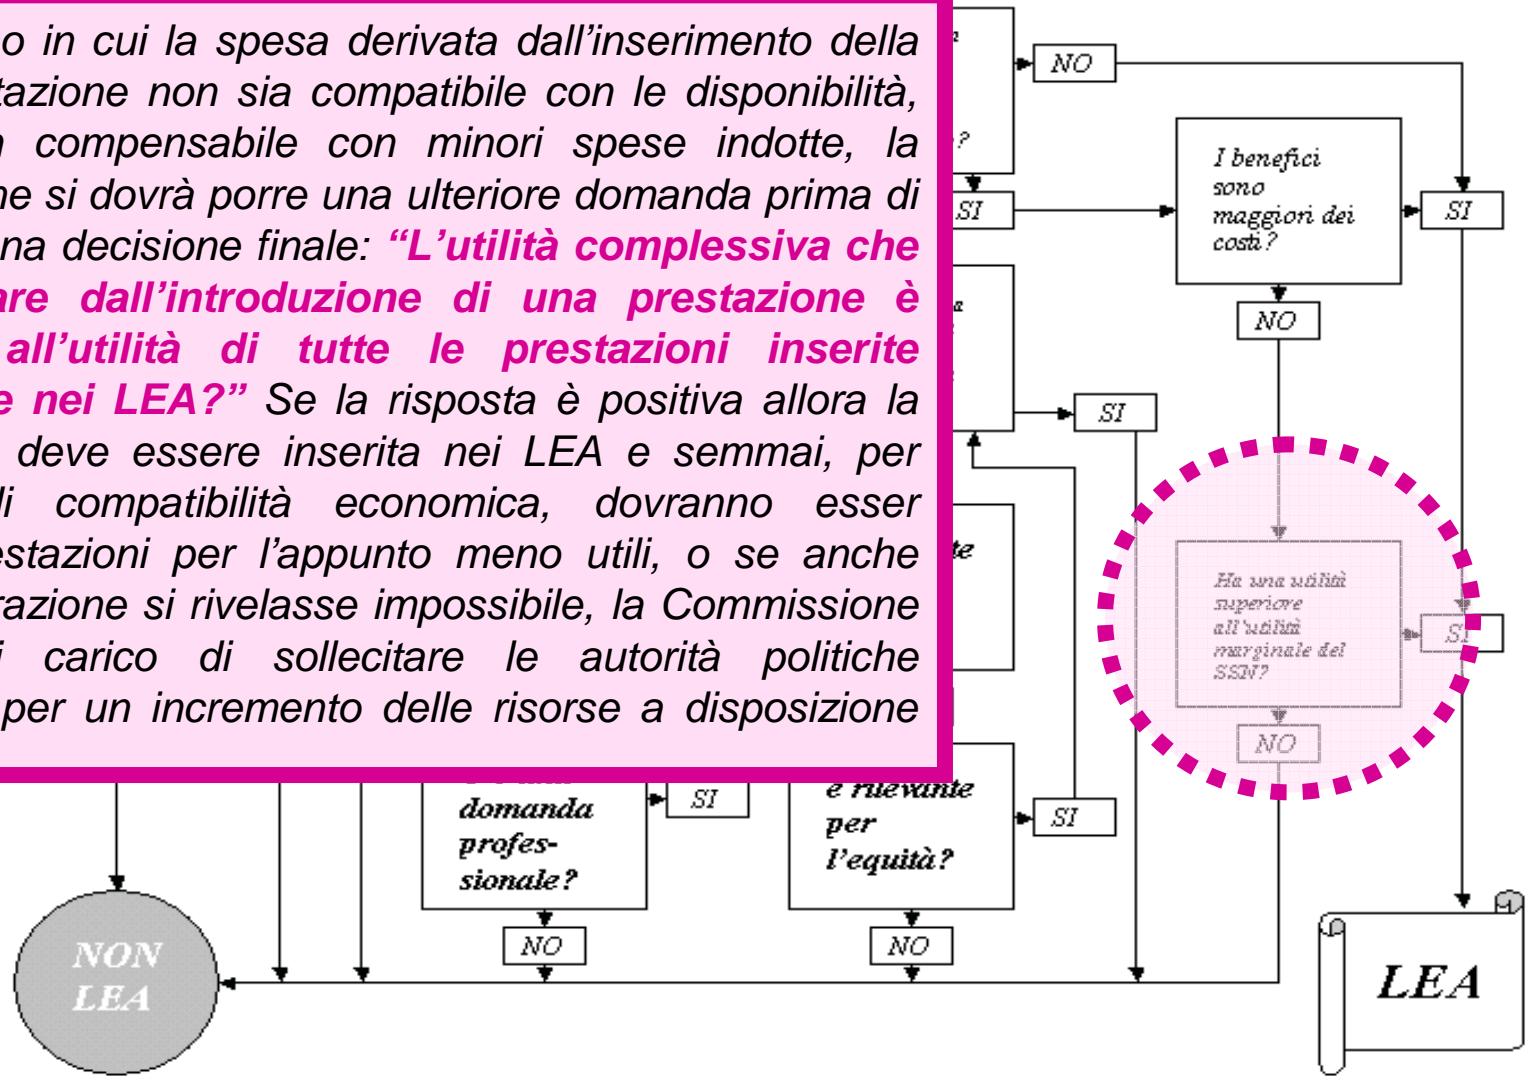 o in cui la spesa derivata dall'inserimento della
tazione non sia compatibile con le disponibilità,
compensabile con minori spese indotte, la
ne si dovrà porre una ulteriore domanda prima di
na decisione finale: “L'utilità complessiva che
are dall'introduzione di una prestazione è
all'utilità di tutte le prestazioni inserite
e nei LEA?” Se la risposta è positiva allora la
deve essere inserita nei LEA e semmai, per
di compatibilità economica, dovranno esser
estazioni per l'appunto meno utili, o se anche
razione si rivelasse impossibile, la Commissione
i carico di sollecitare le autorità politiche
per un incremento delle risorse a disposizione
NO
SI
I benefici
sono
maggiori dei
costi?
SI
NO
SI
te
Ha una utilità
superiore
all'utilità
marginale del
SSN?
SI
NO
domanda
profes-
sionale?
SI
NO
è rilevante
per
l'equità?
SI
NO
NON
LEA
LEA